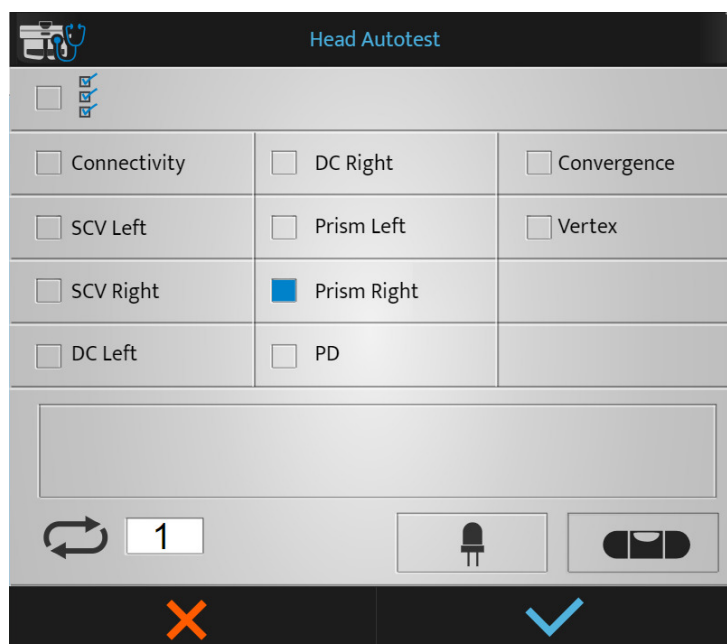 Head Autotest
Connectivity
DC Right
Convergence
SCV Left
Prism Left
Vertex
SCV Right
Prism Right
DC Left
PD
1